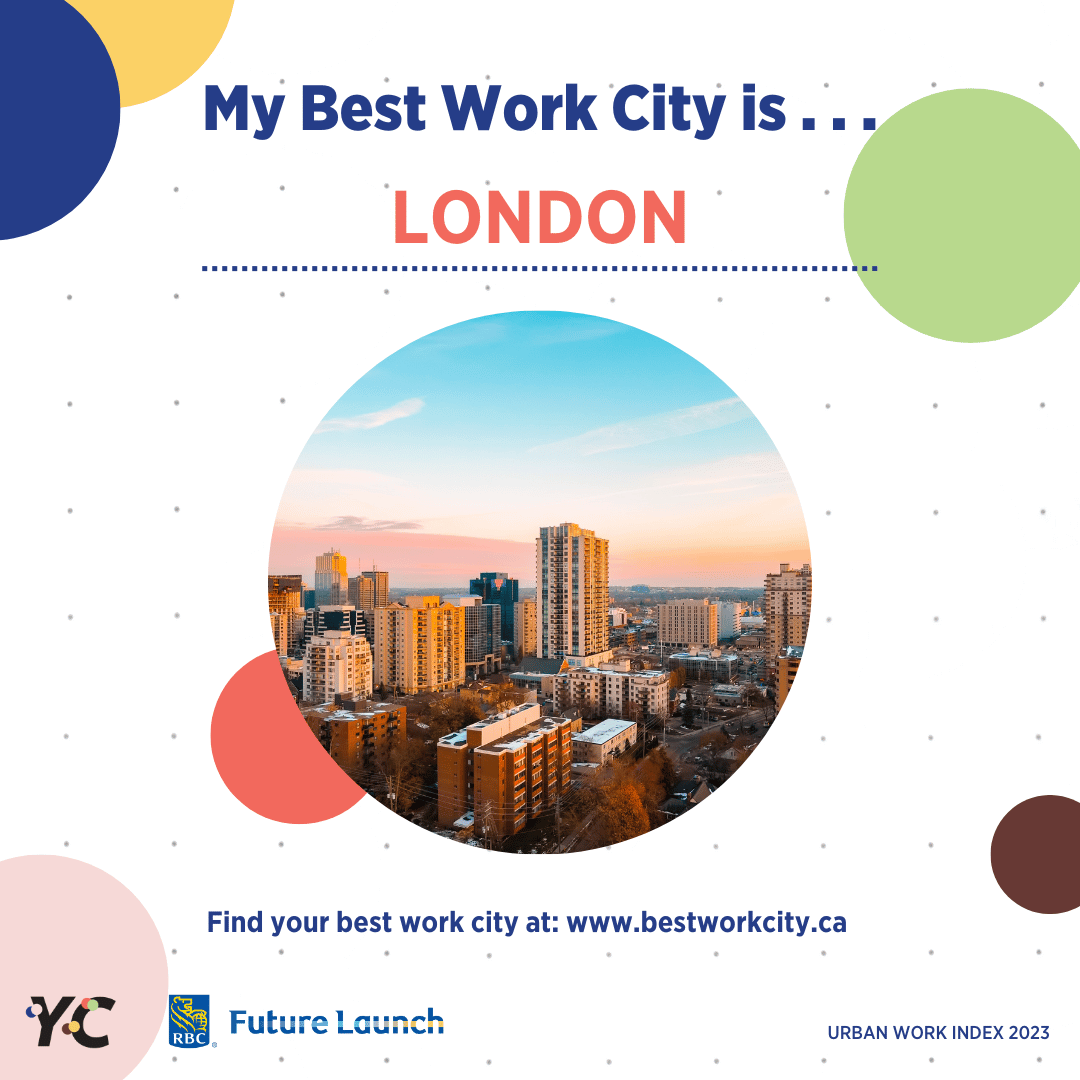 My Best Work City is . . .
LONDON
Find your best work city at: www.bestworkcity.ca
YC
RBC
®
Future Launch
URBAN WORK INDEX 2023